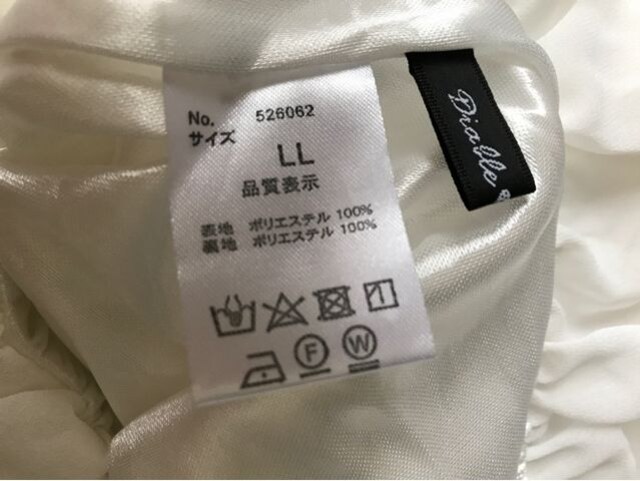 No. 526062
サイズ
LL
品質表示
表地 ポリエステル 100%
裏地 ポリエステル 100%
F
W
Dialle